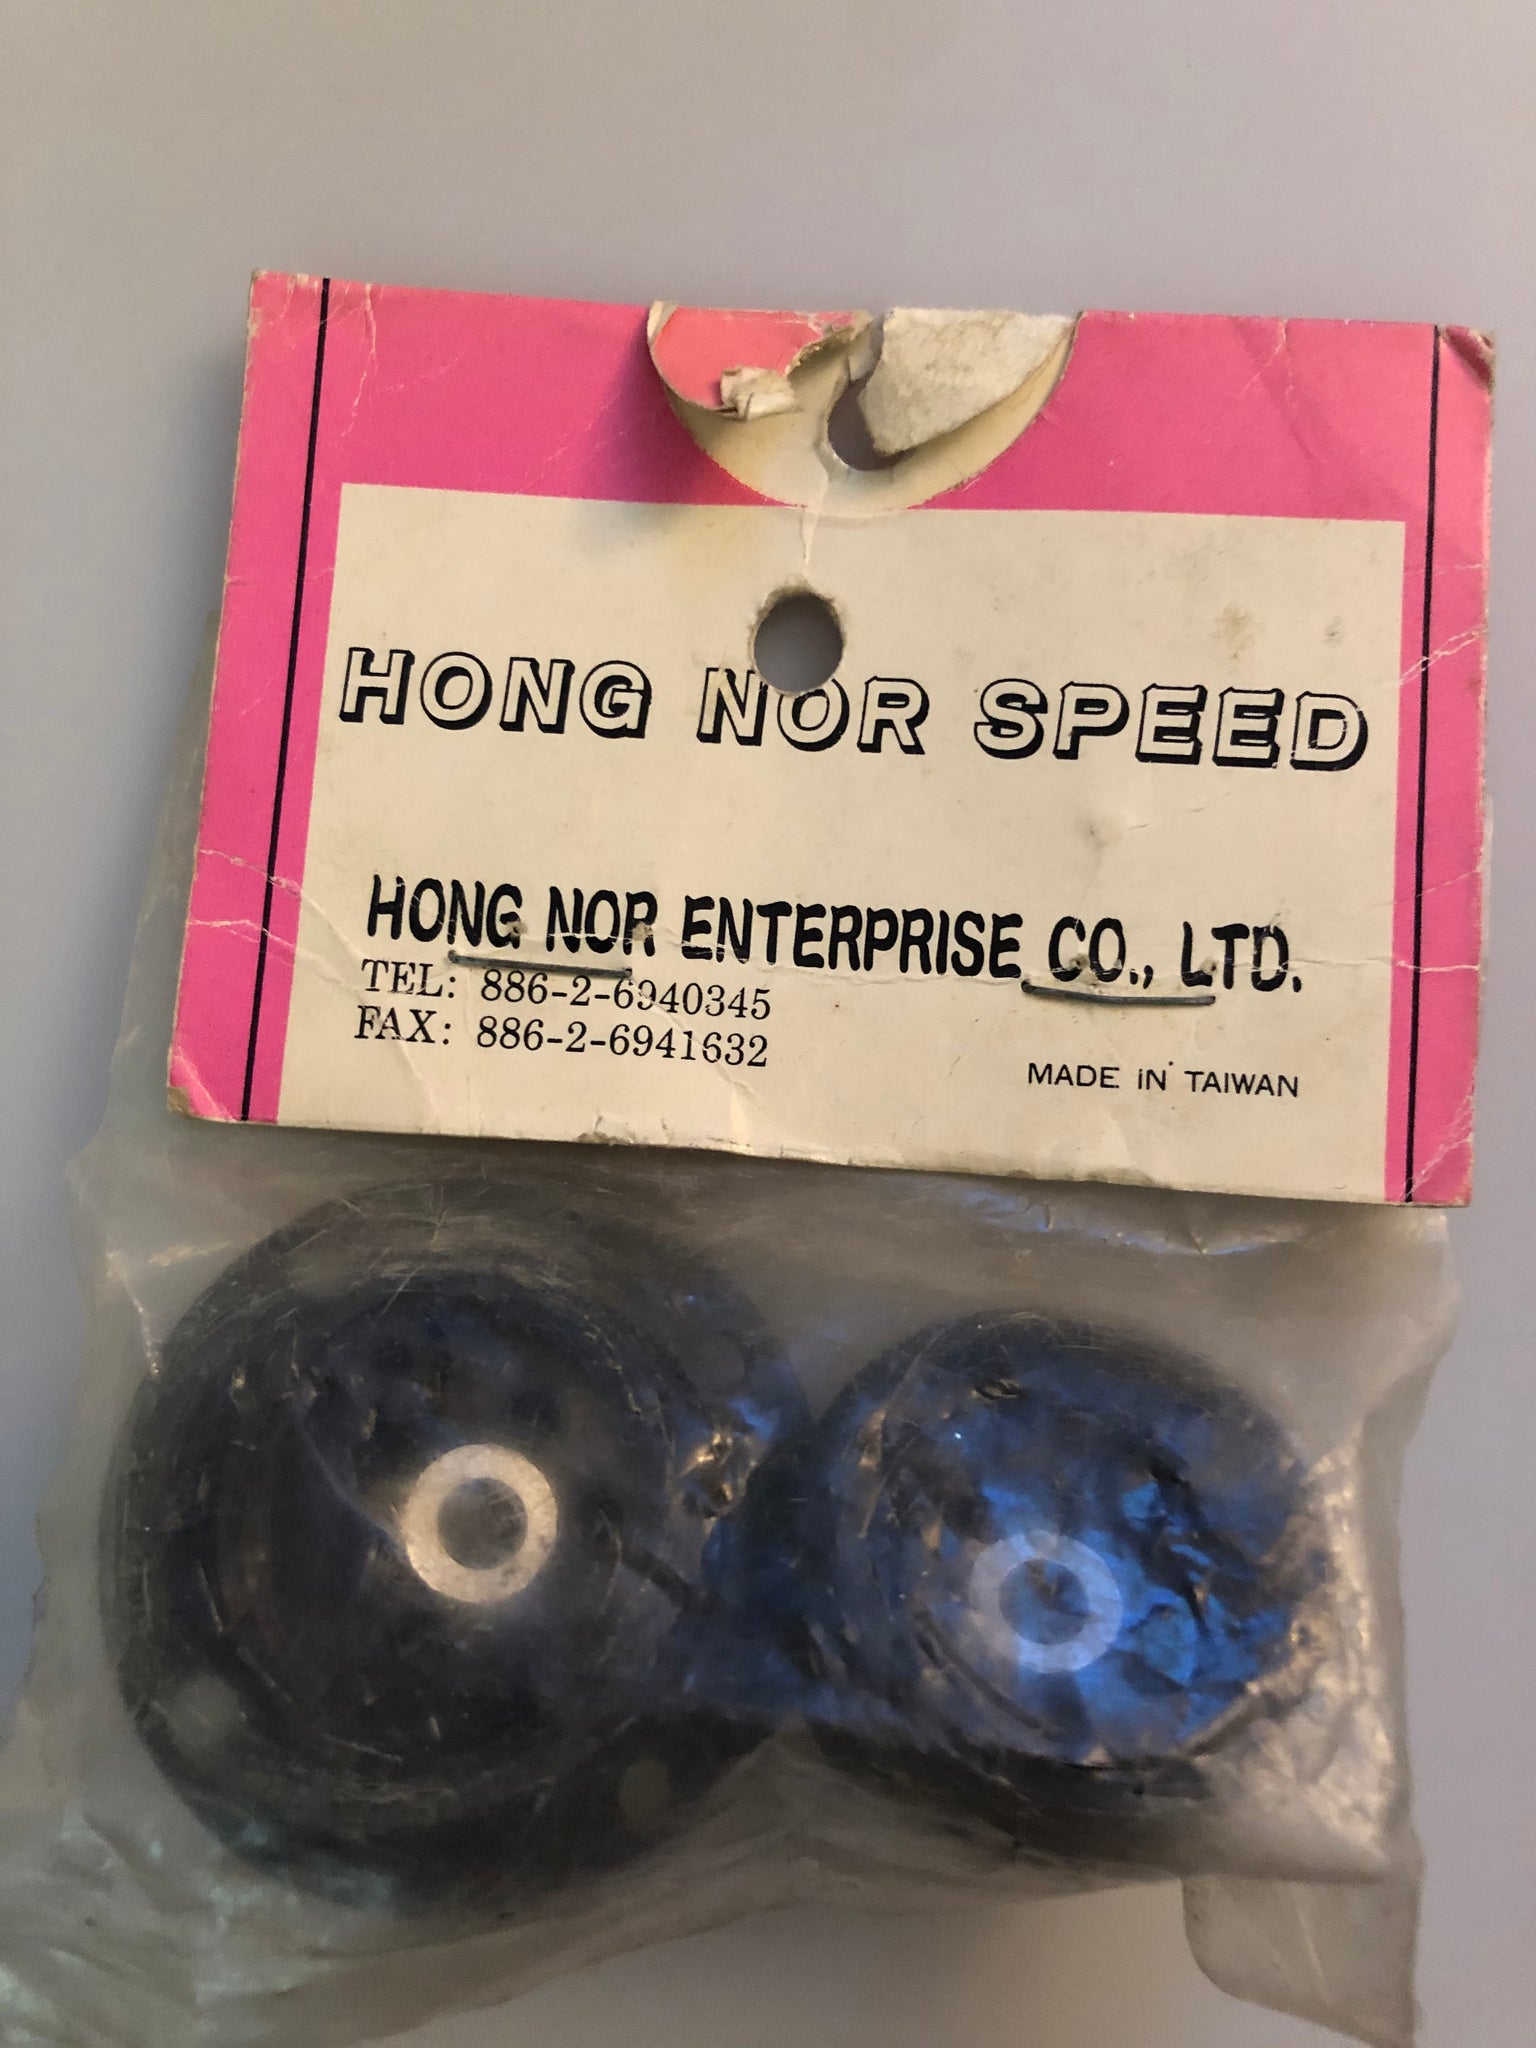 HONG NOR SPEED
HONG NOR ENTERPRISE CO., LTD.
TEL: 886-2-6940345
FAX: 886-2-6941632
MADE IN TAIWAN